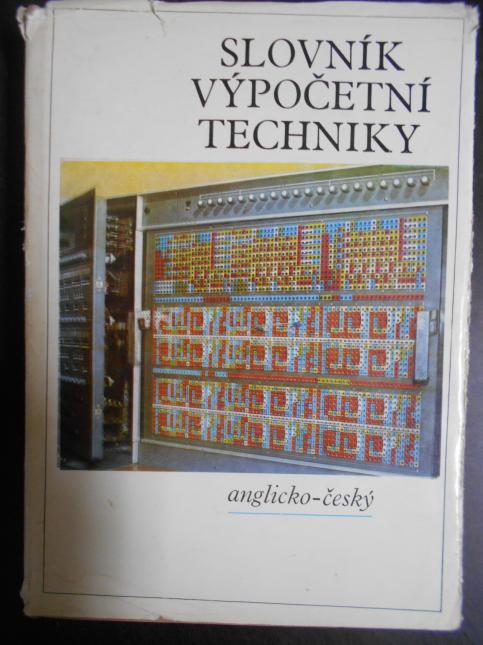 SLOVNÍK
VÝPOČETNÍ
TECHNIKY
anglicko-český